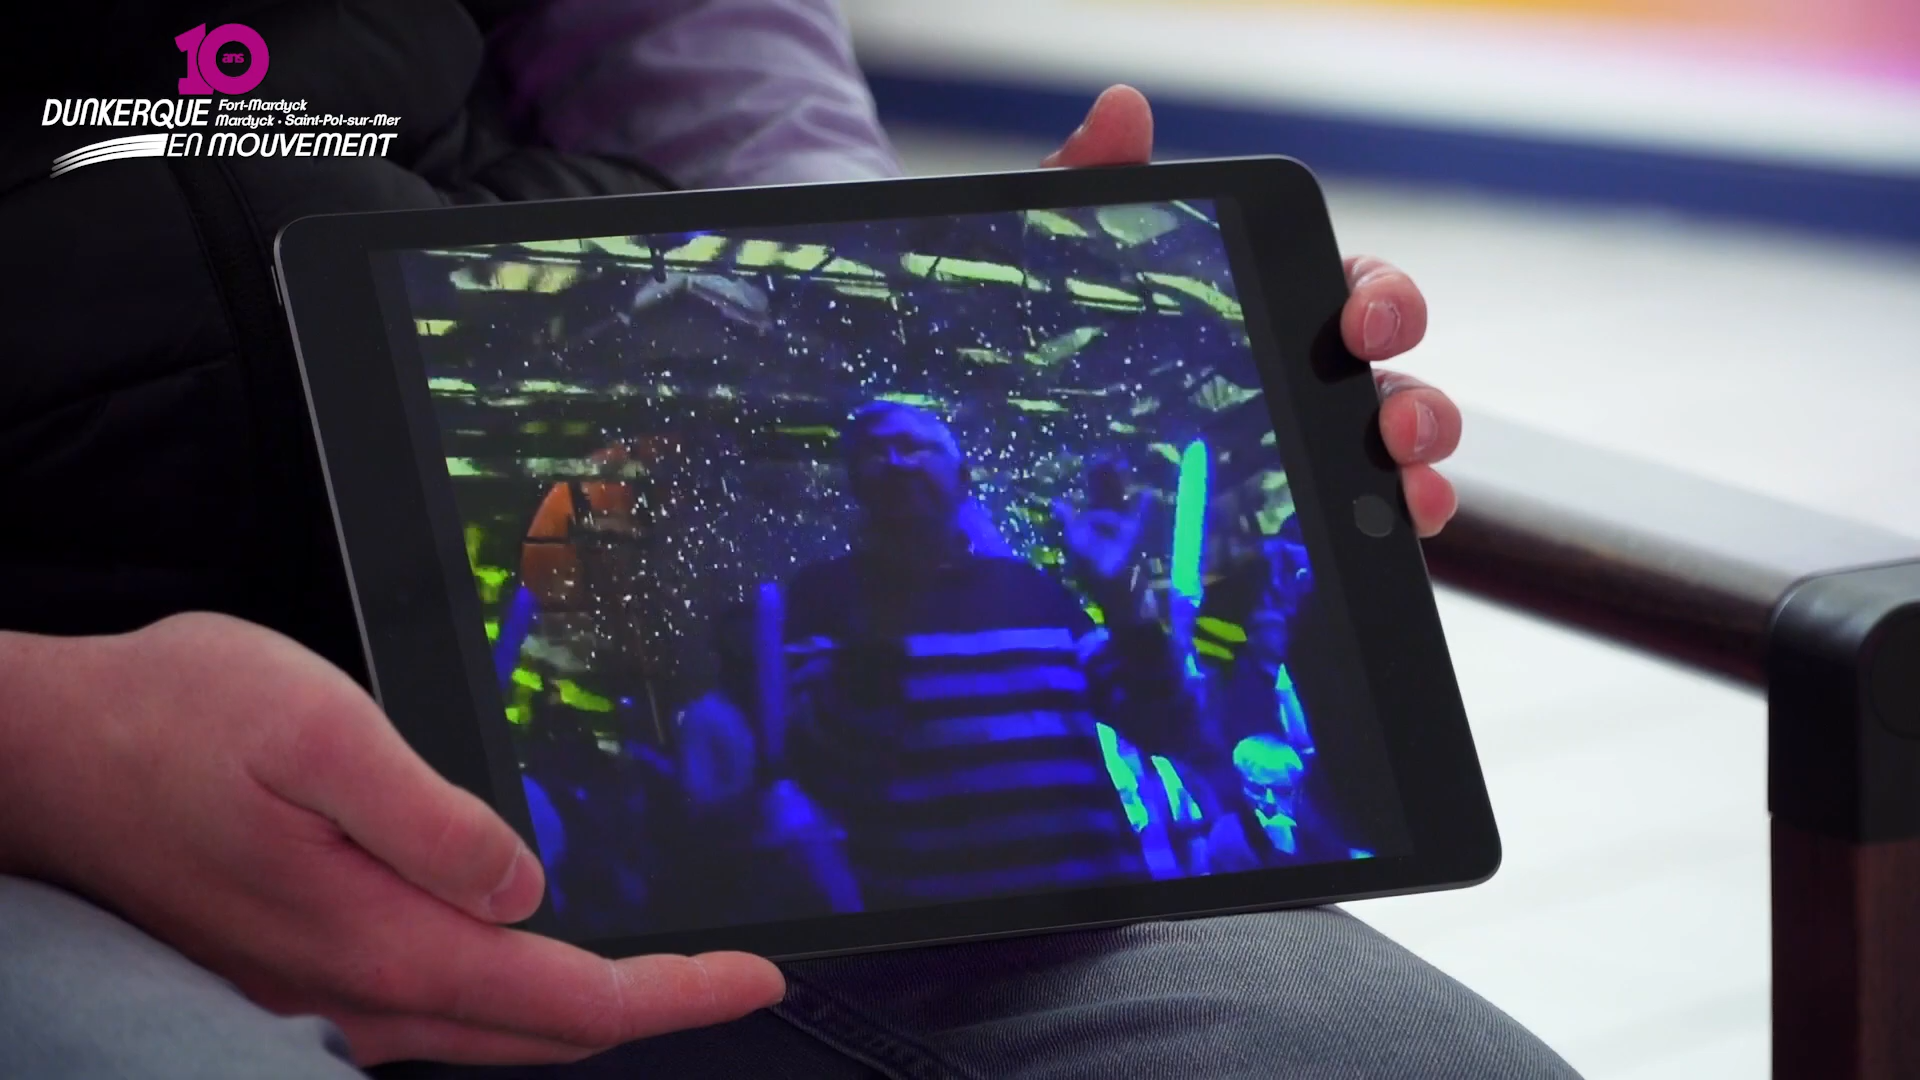 10
ans
DUNKERQUE Fort-Mardyck
Mardyck • Saint-Pol-sur-Mer
EN MOUVEMENT